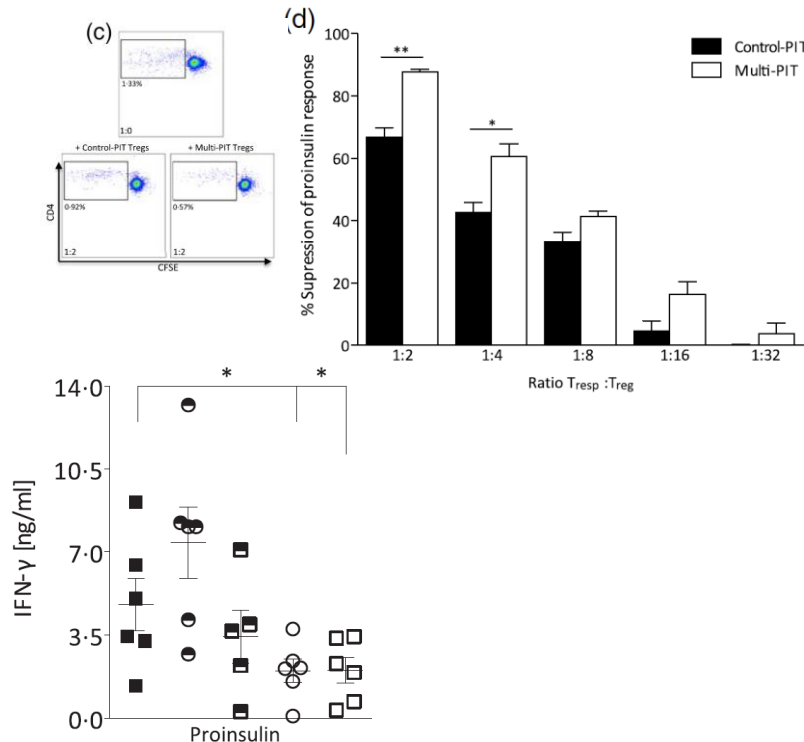 (c)
1·33%
1:0
+ Control-PIT Tregs
+ Multi-PIT Tregs
0·92%
0·57%
1:2
1:2
CD4
CFSE
(d)
Control-PIT
Multi-PIT
**
*
% Supression of proinsulin response
100
80
60
40
20
0
1:2 1:4 1:8 1:16 1:32
Ratio Tresp :Treg
* *
IFN-γ [ng/ml]
14·0
10·5
7·0
3·5
0·0
Proinsulin